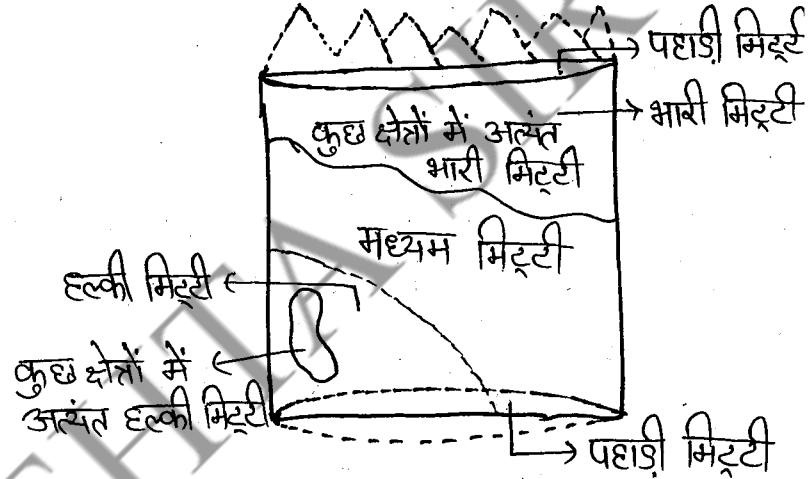 पहाडी़ मिट्टी
भारी मिट्टी
कुछ क्षेत्रों में अत्यंत
भारी मिट्टी
मध्यम मिट्टी
हल्की मिट्टी
कुछ क्षेत्रों में
अत्यंत हल्की मिट्टी
पहाडी़ मिट्टी